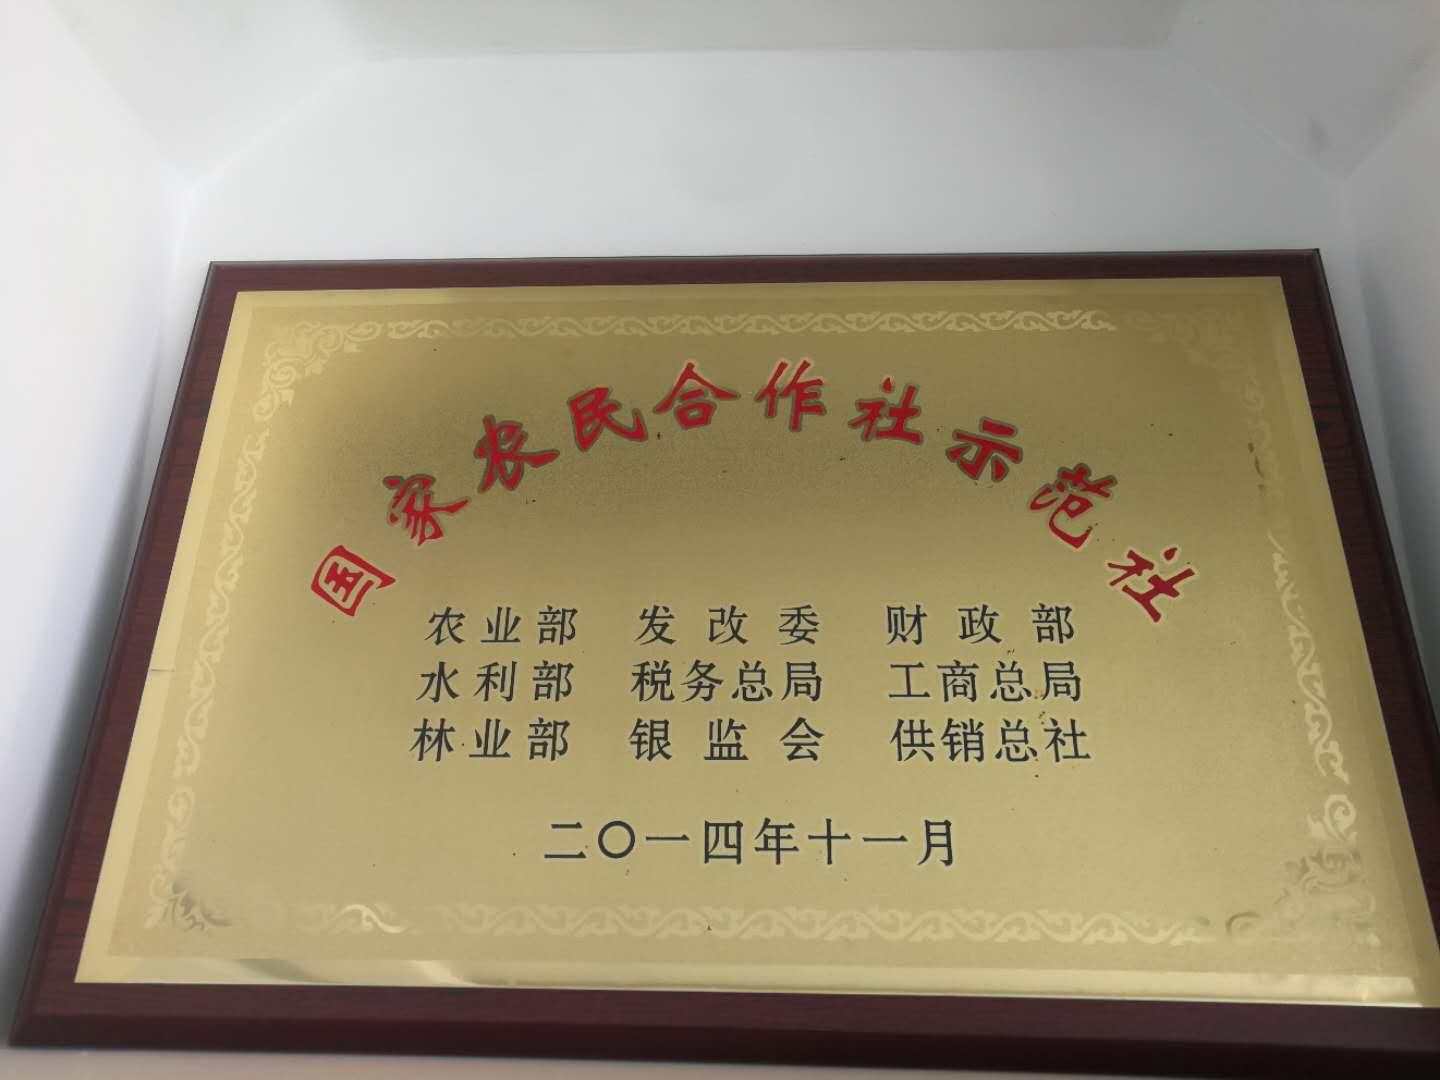 国家农民合作社示范社
农业部 发改委 财政部
水利部 税务总局 工商总局
林业部 银监会 供销总社
二〇一四年十一月